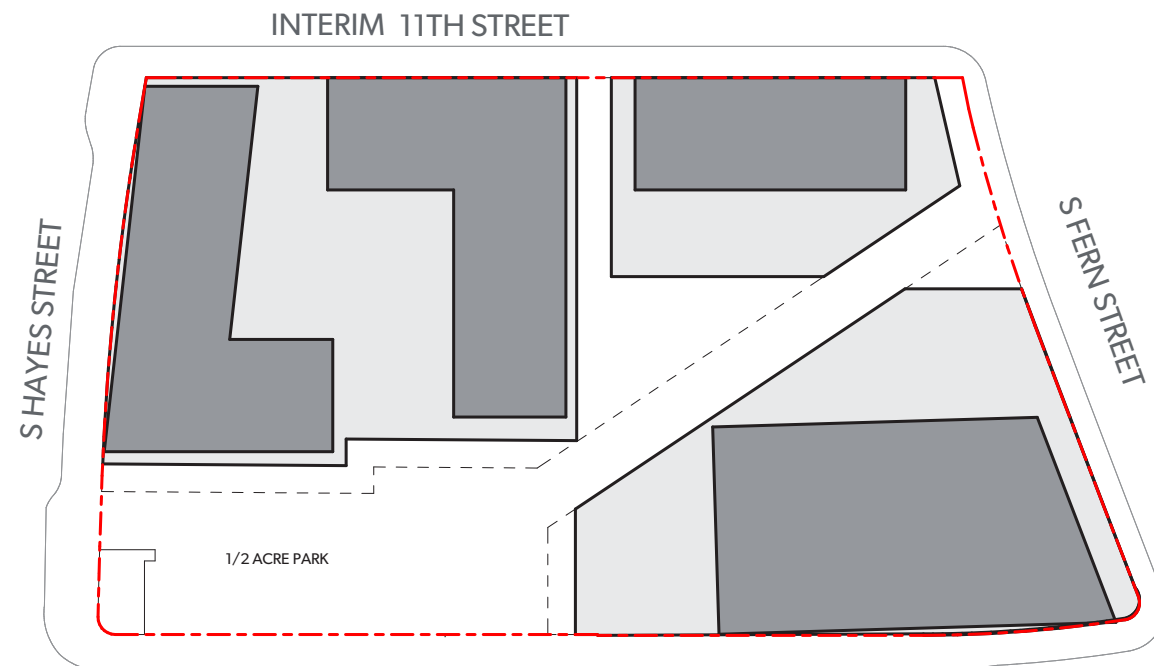 INTERIM 11TH STREET
S HAYES STREET
S FERN STREET
1/2 ACRE PARK